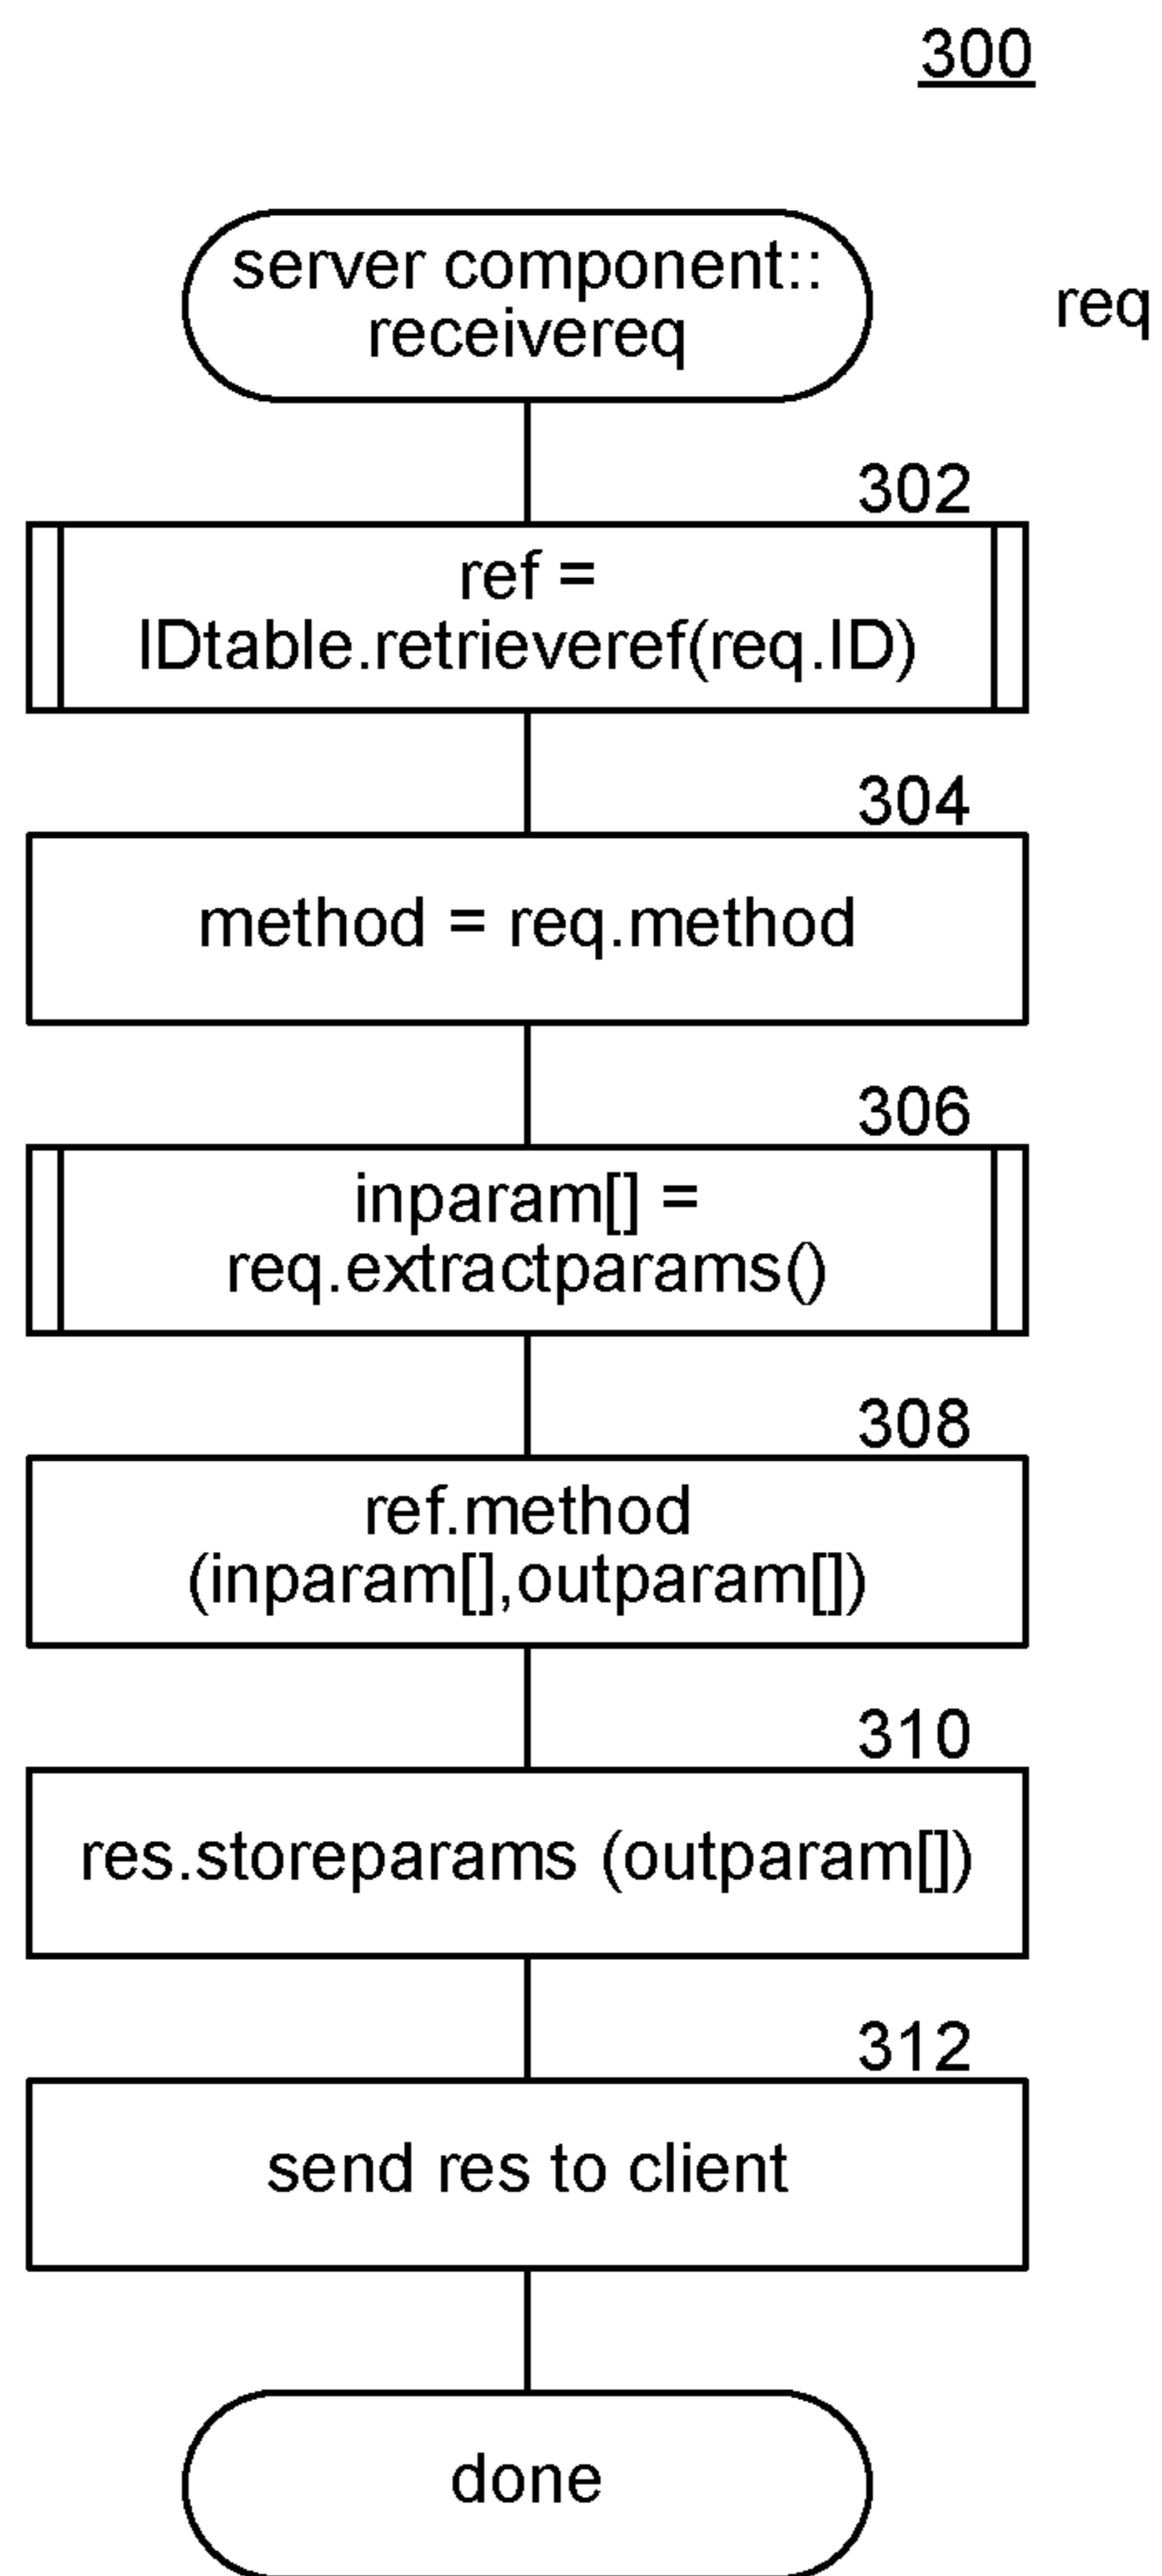 300
server component::
receivereq
req
302
ref =
IDtable.retrieveref(req.ID)
304
method = req.method
306
inparam[] =
req.extractparams()
308
ref.method
(inparam[],outparam[])
310
res.storeparams (outparam[])
312
send res to client
done